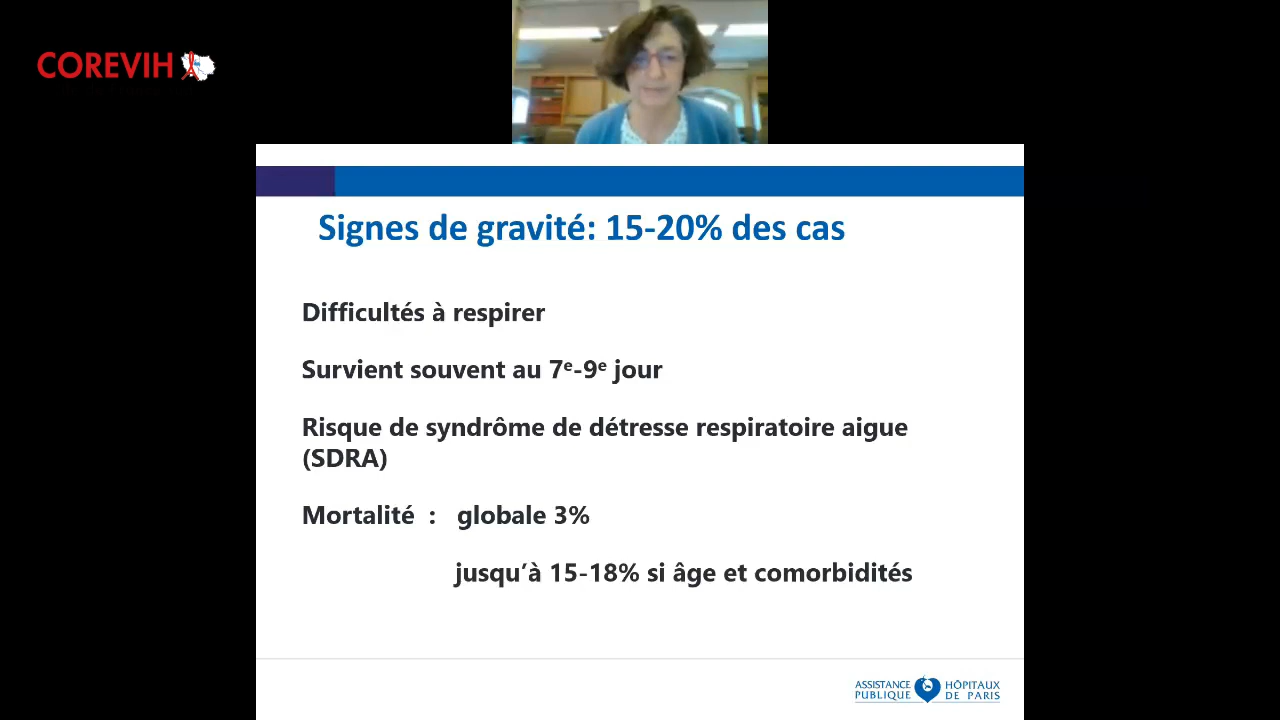 COREVIH
Signes de gravité: 15-20% des cas
Difficultés à respirer
Survient souvent au 7ᵉ-9ᵉ jour
Risque de syndrôme de détresse respiratoire aigue
(SDRA)
Mortalité : globale 3%
jusqu’à 15-18% si âge et comorbidités
ASSISTANCE HÔPITAUX
PUBLIQUE DE PARIS